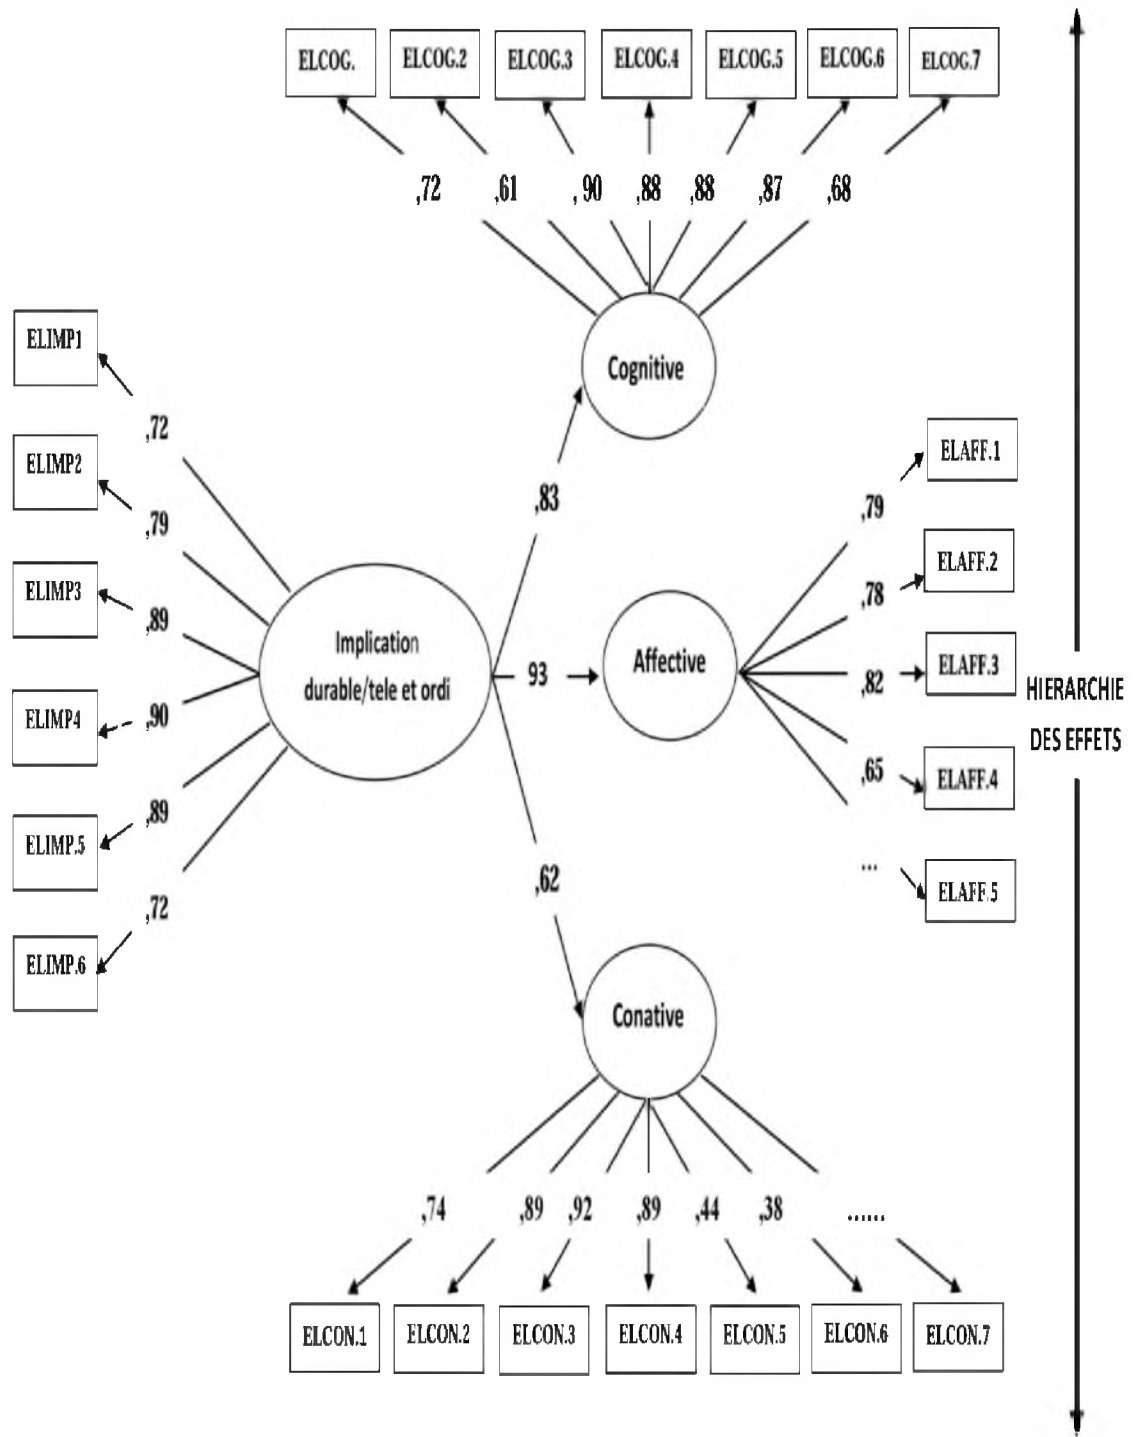 ELCOG.
ELCOG.2
ELCOG.3
ELCOG.4
ELCOG.5
ELCOG.6
ELCOG.7
,72
,61
,90
,88
,88
,87
,68
Cognitive
ELIMP1
,72
ELIMP2
,79
ELIMP3
,89
ELIMP4
,90
ELIMP.5
,89
ELIMP.6
,72
Implication
durable/tele et ordi
,83
93
,62
Affective
,79
ELAFF.1
,78
ELAFF.2
,82
ELAFF.3
,65
ELAFF.4
...
ELAFF.5
HIERARCHIE
DES EFFETS
Conative
,74
,89
,92
,89
,44
,38
......
ELCON.1
ELCON.2
ELCON.3
ELCON.4
ELCON.5
ELCON.6
ELCON.7